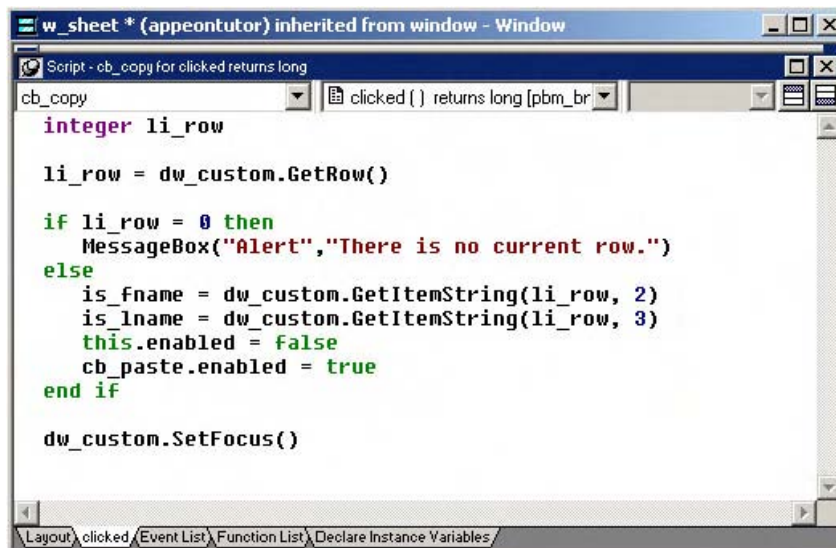 w_sheet * (appeontutor) inherited from window - Window
Script - cb_copy for clicked returns long
cb_copy clicked ( ) returns long [pbm_br
integer li_row
li_row = dw_custom.GetRow()
if li_row = 0 then
MessageBox("Alert","There is no current row.")
else
is_fname = dw_custom.GetItemString(li_row, 2)
is_lname = dw_custom.GetItemString(li_row, 3)
this.enabled = false
cb_paste.enabled = true
end if
dw_custom.SetFocus()
Layout clicked Event List Function List Declare Instance Variables